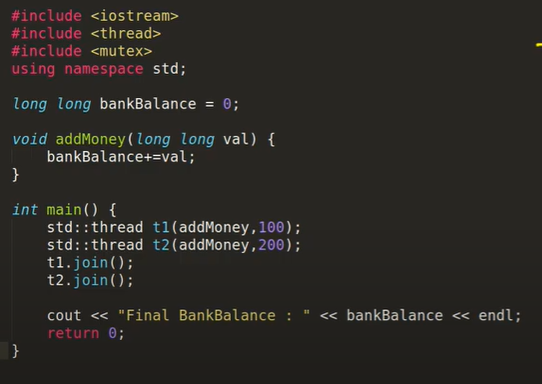 #include <iostream>
#include <thread>
#include <mutex>
using namespace std;

long long bankBalance = 0;

void addMoney(long long val) {
    bankBalance+=val;
}

int main() {
    std::thread t1(addMoney,100);
    std::thread t2(addMoney,200);
    t1.join();
    t2.join();

    cout << "Final BankBalance : " << bankBalance << endl;
    return 0;
}